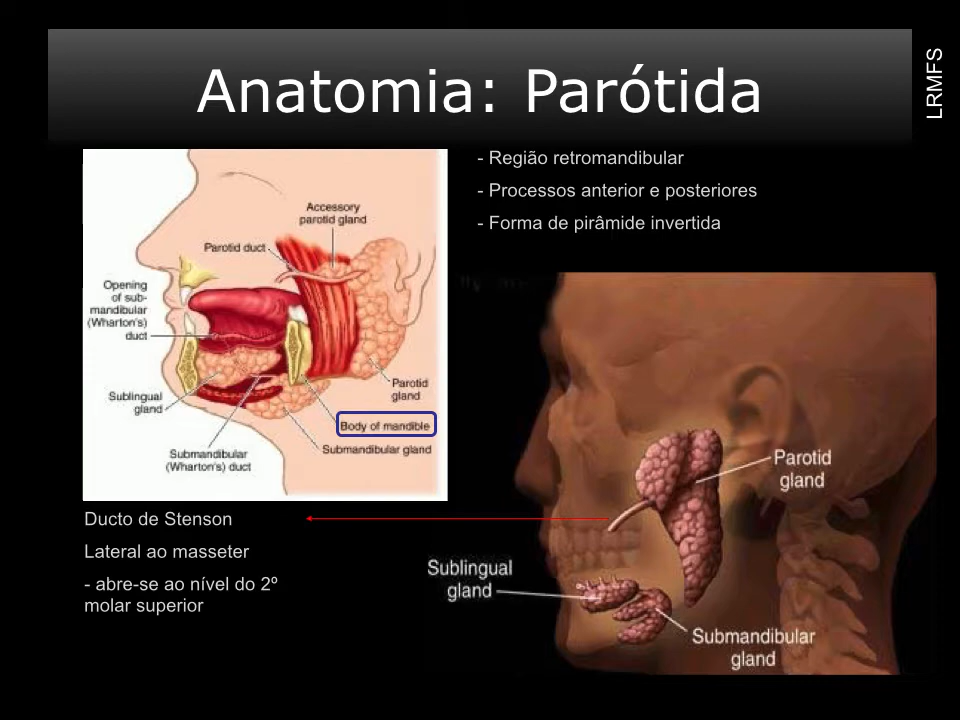 Anatomia: Parótida
LRMFS
- Região retromandibular
- Processos anterior e posteriores
- Forma de pirâmide invertida
Accessory
parotid gland
Parotid duct
Opening
of sub-
mandibular
(Wharton's)
duct
Sublingual
gland
Submandibular
(Wharton's) duct
Parotid
gland
Body of mandible
Submandibular gland
Ducto de Stenson
Lateral ao masseter
- abre-se ao nível do 2º
molar superior
Parotid
gland
Sublingual
gland
Submandibular
gland